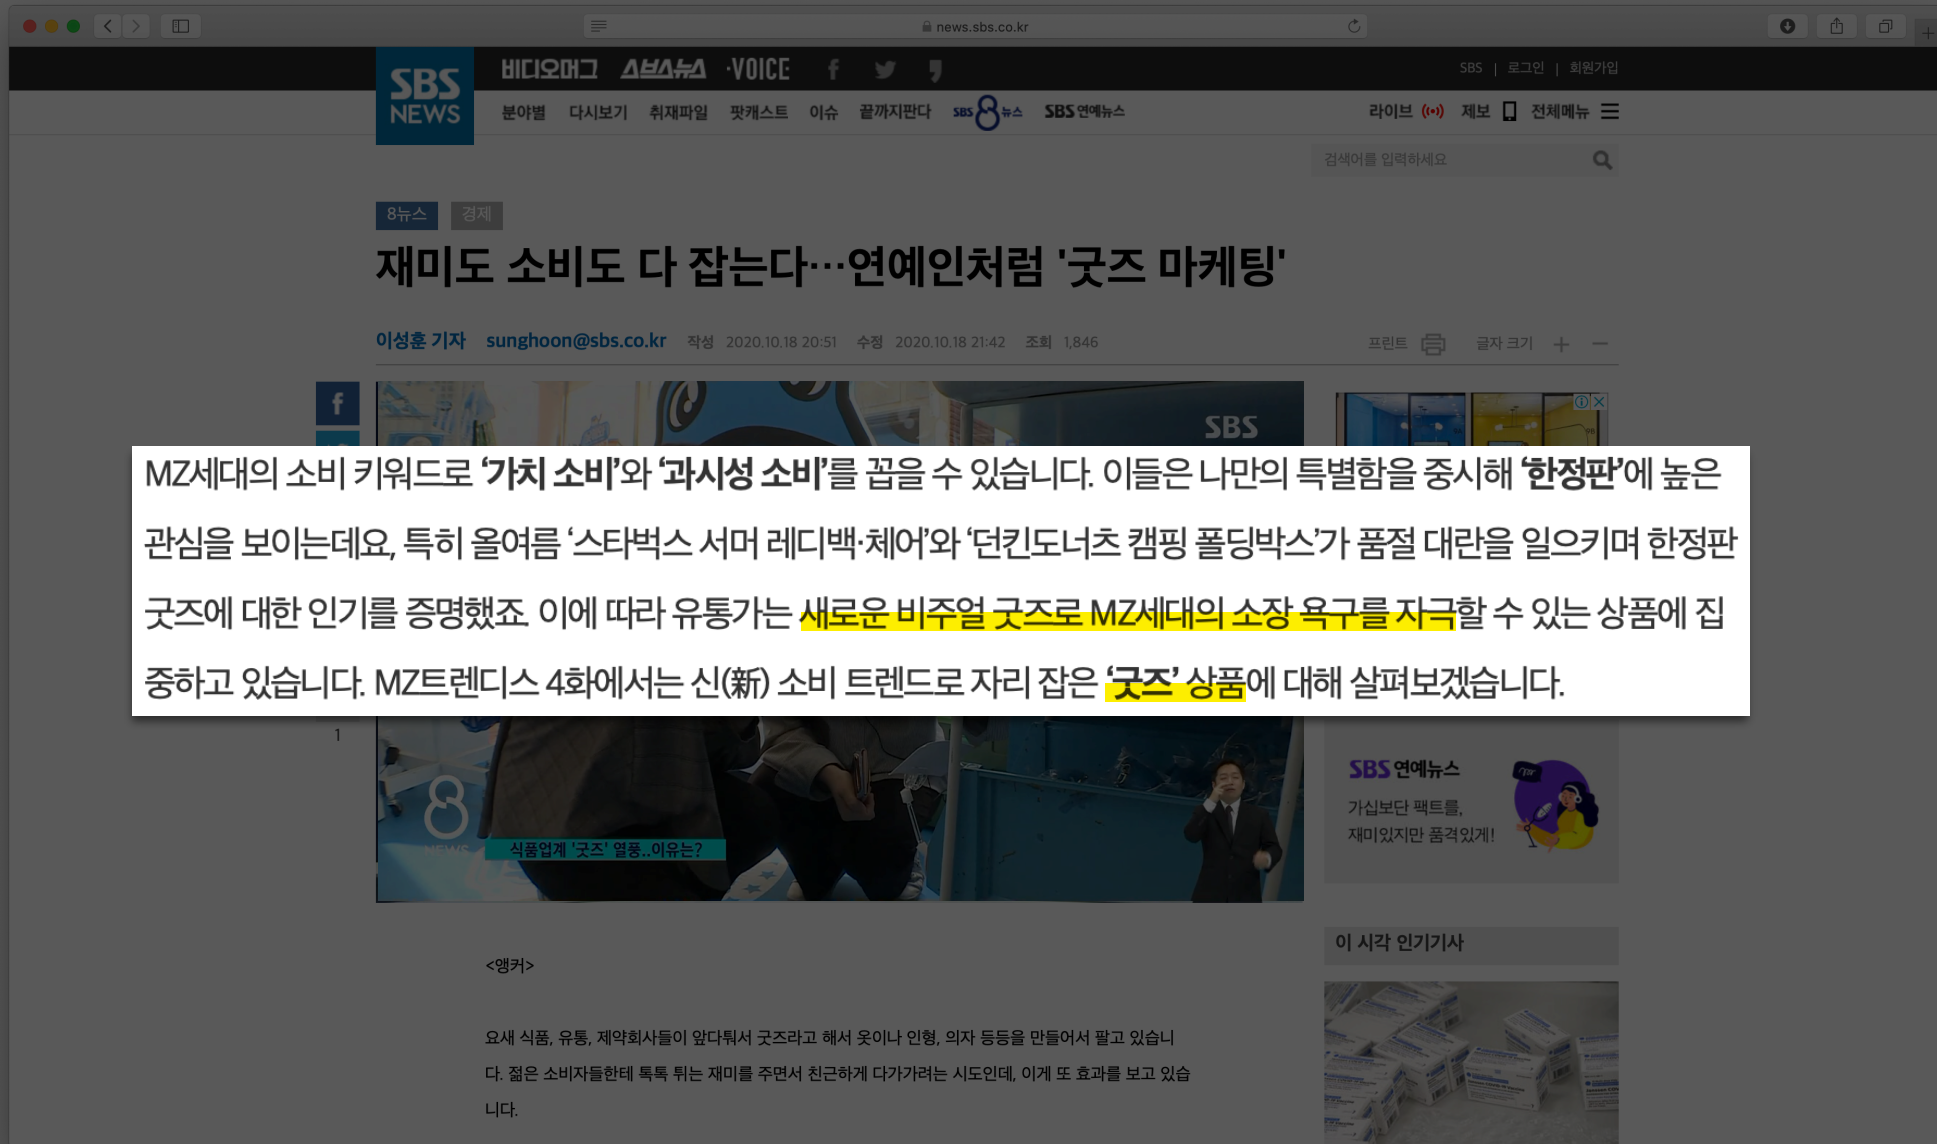 news.sbs.co.kr
SBS NEWS
비디오머그 스브스뉴스 ·VOICE
SBS | 로그인 | 회원가입
분야별 다시보기 취재파일 팟캐스트 이슈 끝까지판다 SBS 8 뉴스 SBS 연예뉴스
라이브 제보 전체메뉴
검색어를 입력하세요
8뉴스 경제
재미도 소비도 다 잡는다…연예인처럼 '굿즈 마케팅'
이성훈 기자 sunghoon@sbs.co.kr 작성 2020.10.18 20:51 수정 2020.10.18 21:42 조회 1,846
프린트 글자 크기
SBS
MZ세대의 소비 키워드로 ‘가치 소비’와 ‘과시성 소비’를 꼽을 수 있습니다. 이들은 나만의 특별함을 중시해 ‘한정판’에 높은
관심을 보이는데요, 특히 올여름 ‘스타벅스 서머 레디백·체어’와 ‘던킨도너츠 캠핑 폴딩박스’가 품절 대란을 일으키며 한정판
굿즈에 대한 인기를 증명했죠. 이에 따라 유통가는 새로운 비주얼 굿즈로 MZ세대의 소장 욕구를 자극할 수 있는 상품에 집
중하고 있습니다. MZ트렌디스 4화에서는 신(新) 소비 트렌드로 자리 잡은 ‘굿즈’ 상품에 대해 살펴보겠습니다.
1
8
NEWS
식품업계 '굿즈' 열풍..이유는?
SBS 연예뉴스
가십보단 팩트를,
재미있지만 품격있게!
이 시각 인기기사
<앵커>
요새 식품, 유통, 제약회사들이 앞다퉈서 굿즈라고 해서 옷이나 인형, 의자 등등을 만들어서 팔고 있습니
다. 젊은 소비자들한테 톡톡 튀는 재미를 주면서 친근하게 다가가려는 시도인데, 이게 또 효과를 보고 있습
니다.